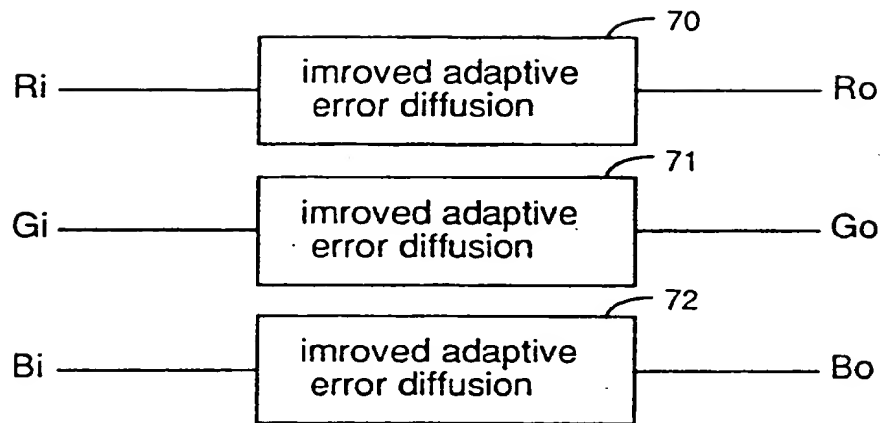 70
Ri
imroved adaptive
error diffusion
Ro
71
Gi
imroved adaptive
error diffusion
Go
72
Bi
imroved adaptive
error diffusion
Bo